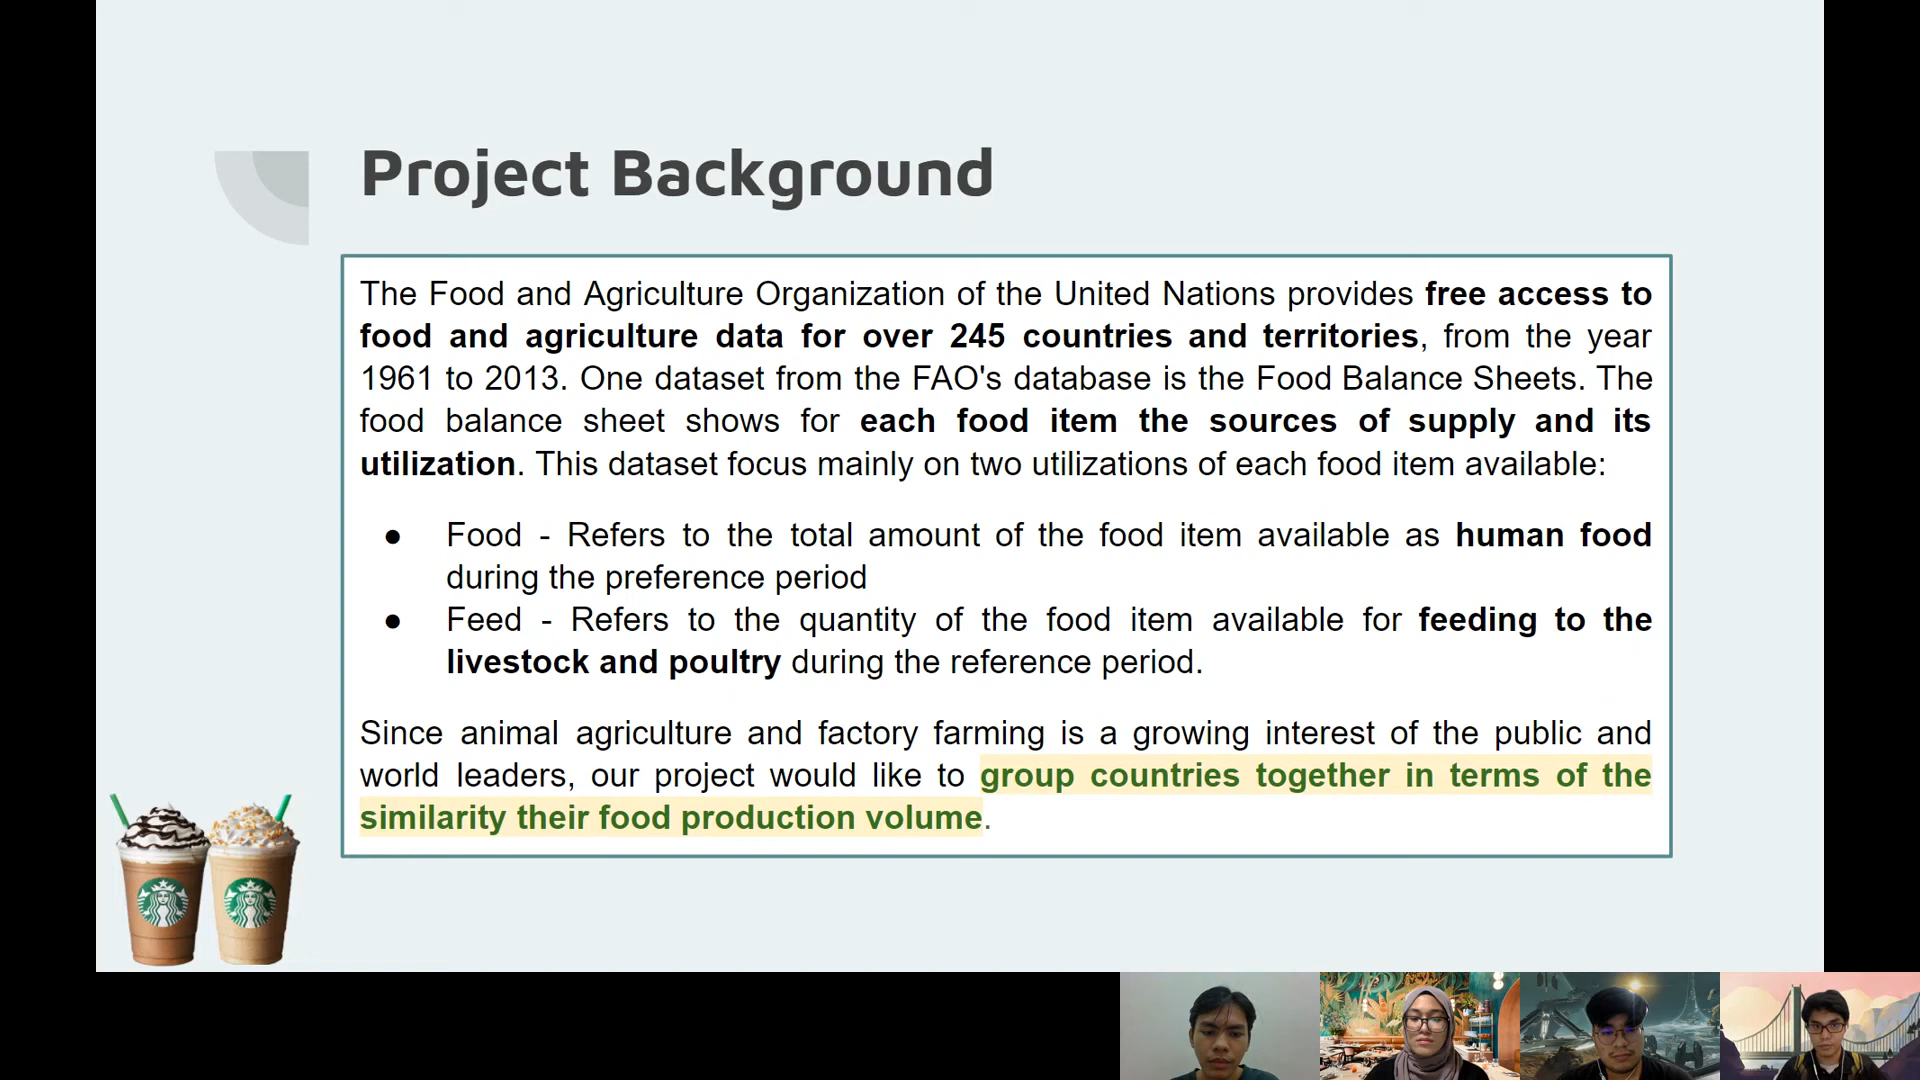 Project Background
The Food and Agriculture Organization of the United Nations provides free access to
food and agriculture data for over 245 countries and territories, from the year
1961 to 2013. One dataset from the FAO's database is the Food Balance Sheets. The
food balance sheet shows for each food item the sources of supply and its
utilization. This dataset focus mainly on two utilizations of each food item available:
● Food - Refers to the total amount of the food item available as human food
during the preference period
● Feed - Refers to the quantity of the food item available for feeding to the
livestock and poultry during the reference period.
Since animal agriculture and factory farming is a growing interest of the public and
world leaders, our project would like to group countries together in terms of the
similarity their food production volume.